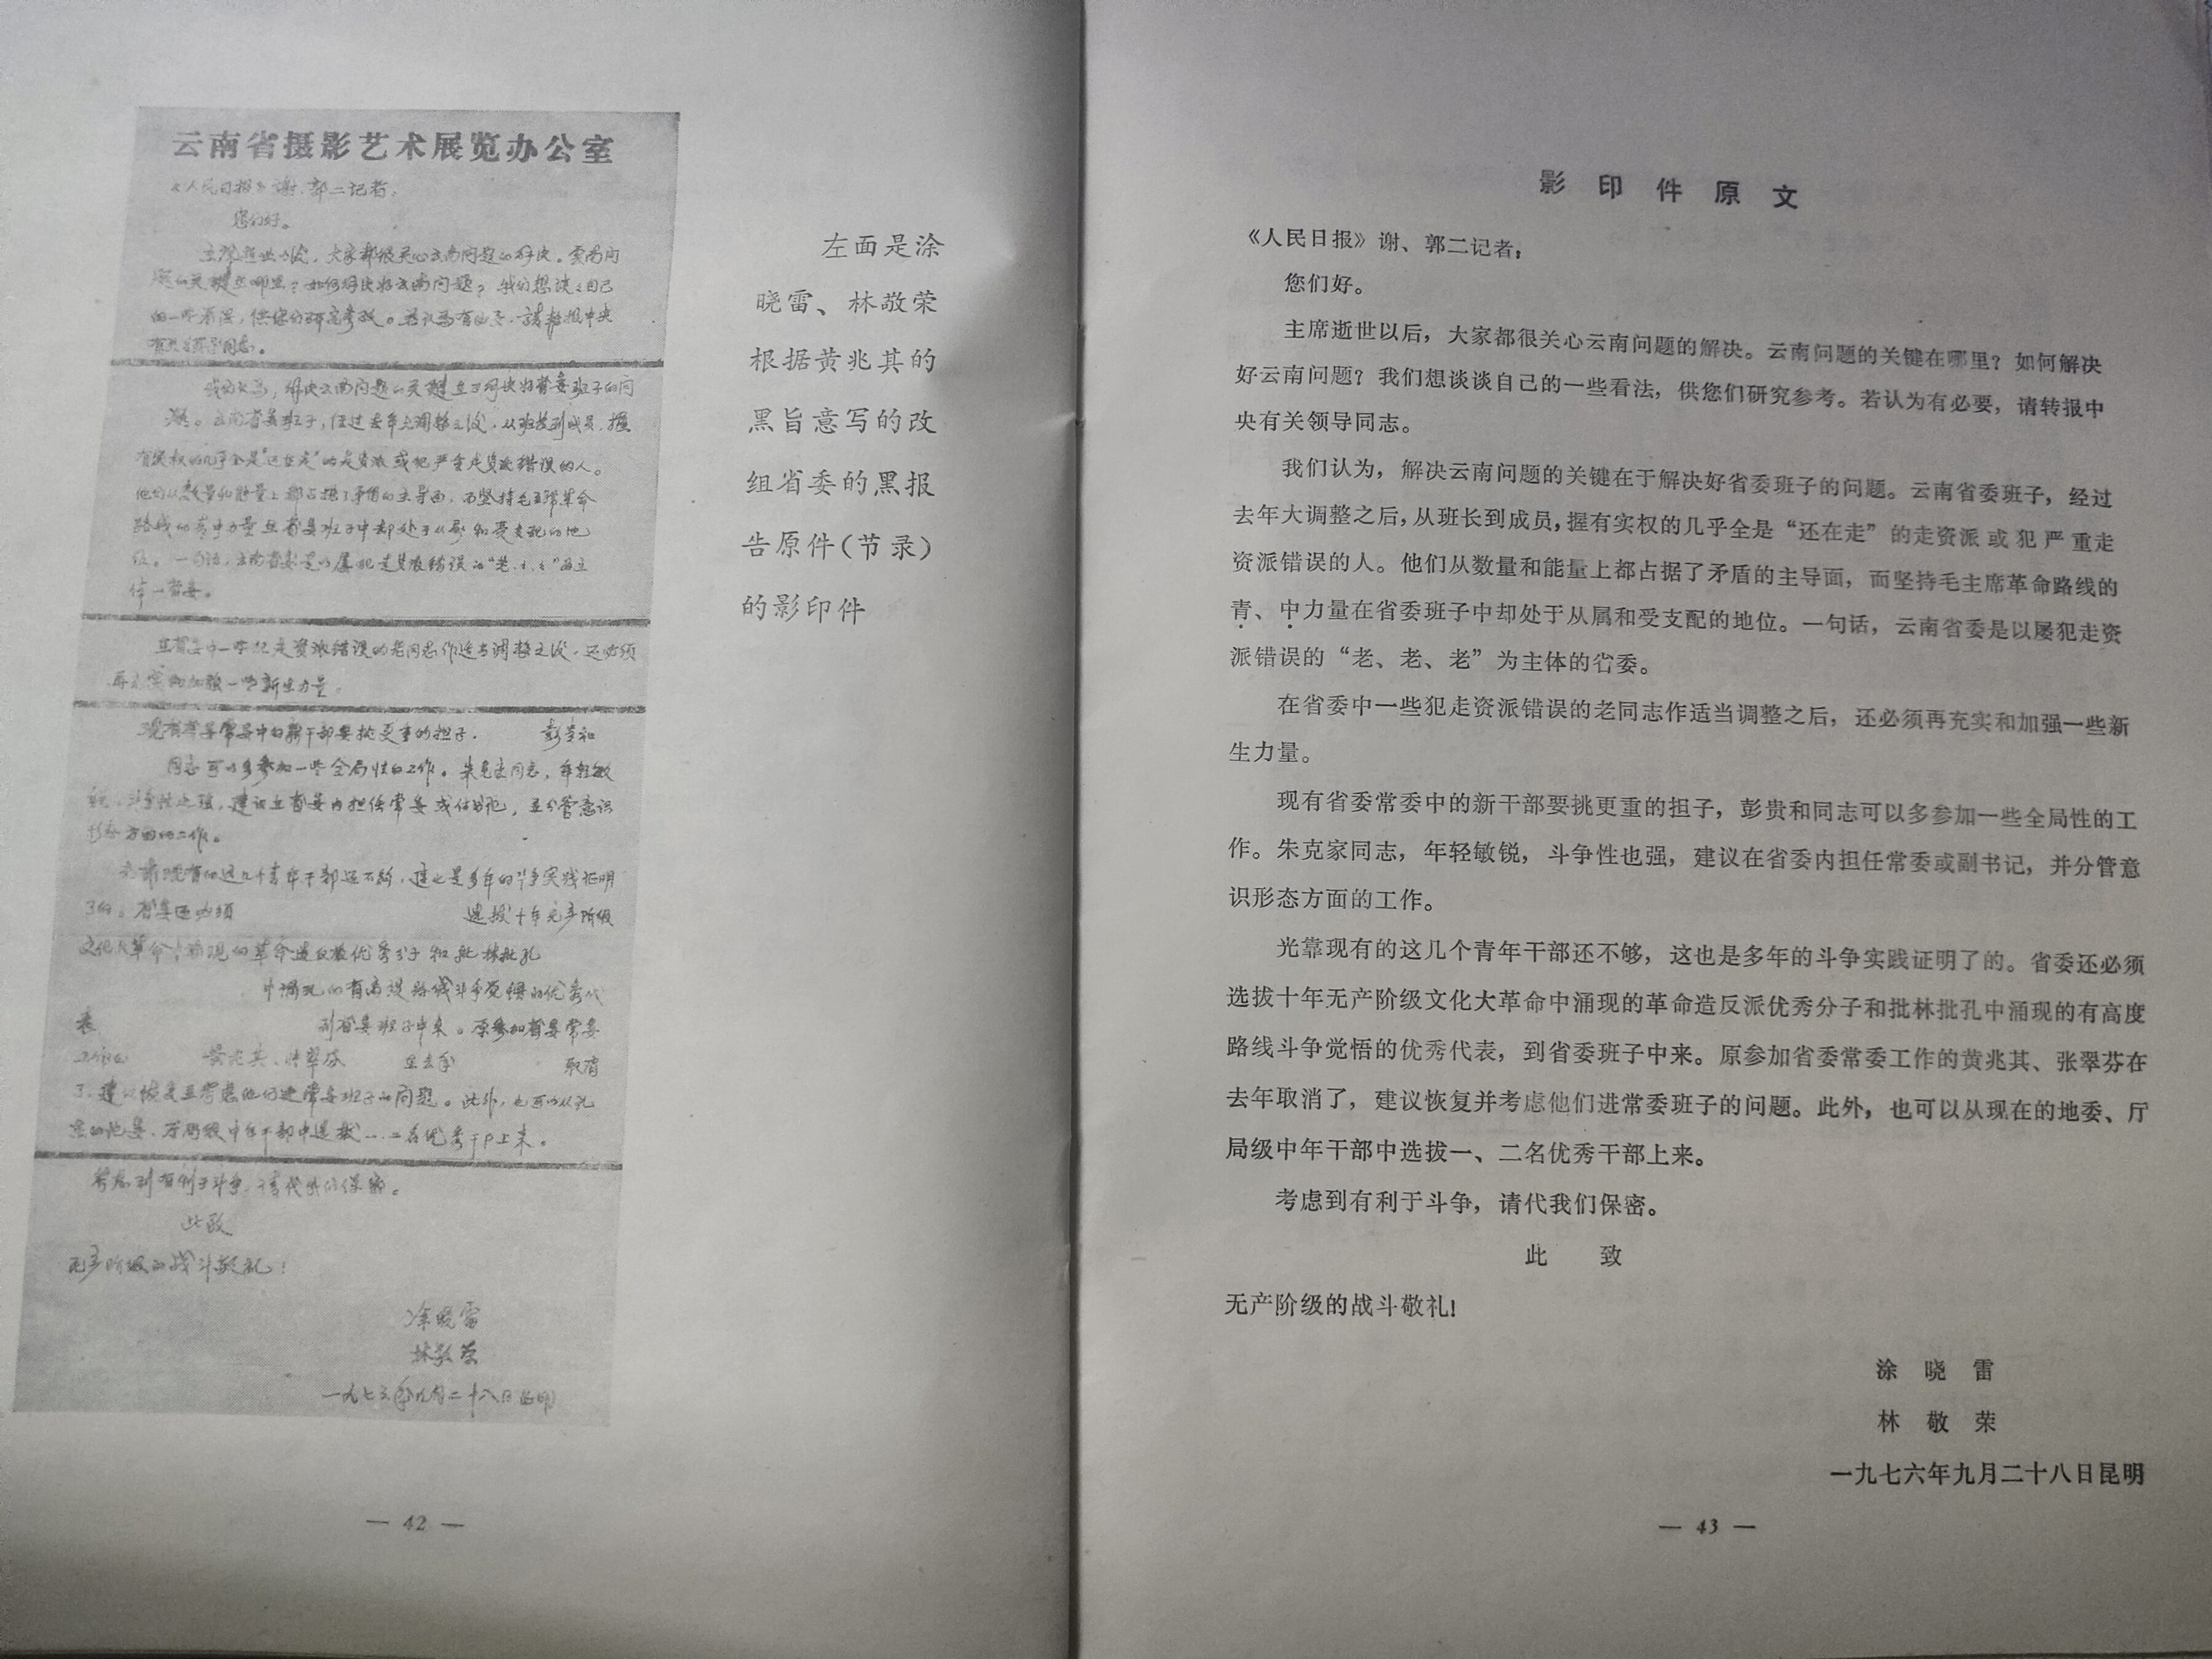 云南省摄影艺术展览办公室
《人民日报》谢、郭二记者:
您们好。
主席逝世以后,大家都很关心云南问题的解决。云南问
题的关键在哪里?如何解决好云南问题?我们想谈谈自己
的一些看法,供您们研究参考。若认为有必要,请转报中央
有关领导同志。
我们认为,解决云南问题的关键在于解决好省委班子的问
题。云南省委班子,经过去年大调整之后,从班长到成员,握
有实权的几乎全是“还在走”的走资派或犯严重走资派错误的人。
他们从数量和能量上都占据了矛盾的主导面,而坚持毛主席革命
路线的青中力量在省委班子中却处于从属和受支配的地
位。一句话,云南省委是以屡犯走资派错误的“老、老、老”为主
体的省委。
在省委中一些犯走资派错误的老同志作适当调整之后,还必须
再充实和加强一些新生力量。
现有省委常委中的新干部要挑更重的担子, 彭贵和
同志可以多参加一些全局性的工作。朱克家同志,年轻敏
锐,斗争性也强,建议在省委内担任常委或付书记,并分管意识
形态方面的工作。
光靠现有的这几个青年干部还不够,这也是多年的斗争实践证明
了的。省委还必须 选拔十年无产阶级
文化大革命中涌现的革命造反派优秀分子和批林批孔
中涌现的有高度路线斗争觉悟的优秀代
表 到省委班子中来。原参加省委常委
工作的 黄兆其、张翠芬 在去年 取消
了,建议恢复并考虑他们进常委班子的问题。此外,也可以从现
在的地委、厅局级中年干部中选拔一、二名优秀干卩上来。
考虑到有利于斗争,请代我们保密。
此致
无产阶级的战斗敬礼!
涂晓雷
林敬荣
一九七六年九月二十八日昆明
左面是涂
晓雷、林敬荣
根据黄兆其的
黑旨意写的改
组省委的黑报
告原件(节录)
的影印件
— 42 —
影印件原文
《人民日报》谢、郭二记者:
您们好。
主席逝世以后,大家都很关心云南问题的解决。云南问题的关键在哪里?如何解决
好云南问题?我们想谈谈自己的一些看法,供您们研究参考。若认为有必要,请转报中
央有关领导同志。
我们认为,解决云南问题的关键在于解决好省委班子的问题。云南省委班子,经过
去年大调整之后,从班长到成员,握有实权的几乎全是“还在走”的走资派或犯严重走
资派错误的人。他们从数量和能量上都占据了矛盾的主导面,而坚持毛主席革命路线的
青、中力量在省委班子中却处于从属和受支配的地位。一句话,云南省委是以屡犯走资
派错误的“老、老、老”为主体的省委。
在省委中一些犯走资派错误的老同志作适当调整之后,还必须再充实和加强一些新
生力量。
现有省委常委中的新干部要挑更重的担子,彭贵和同志可以多参加一些全局性的工
作。朱克家同志,年轻敏锐,斗争性也强,建议在省委内担任常委或副书记,并分管意
识形态方面的工作。
光靠现有的这几个青年干部还不够,这也是多年的斗争实践证明了的。省委还必须
选拔十年无产阶级文化大革命中涌现的革命造反派优秀分子和批林批孔中涌现的有高度
路线斗争觉悟的优秀代表,到省委班子中来。原参加省委常委工作的黄兆其、张翠芬在
去年取消了,建议恢复并考虑他们进常委班子的问题。此外,也可以从现在的地委、厅
局级中年干部中选拔一、二名优秀干部上来。
考虑到有利于斗争,请代我们保密。
此致
无产阶级的战斗敬礼!
涂晓雷
林敬荣
一九七六年九月二十八日昆明
— 43 —